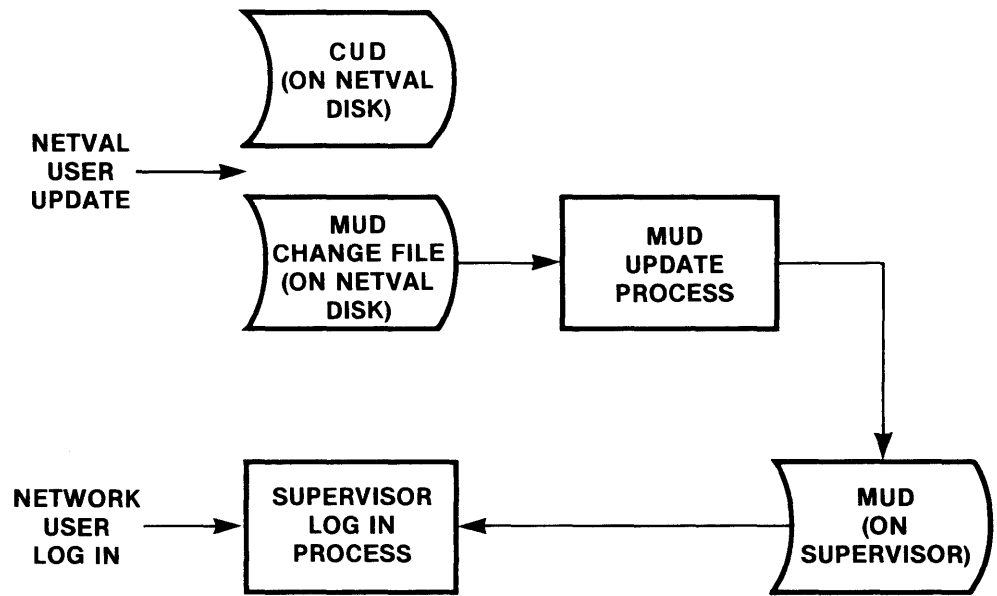 CUD
(ON NETVAL
DISK)
NETVAL
USER
UPDATE
MUD
CHANGE FILE
(ON NETVAL
DISK)
MUD
UPDATE
PROCESS
NETWORK
USER
LOG IN
SUPERVISOR
LOG IN
PROCESS
MUD
(ON
SUPERVISOR)